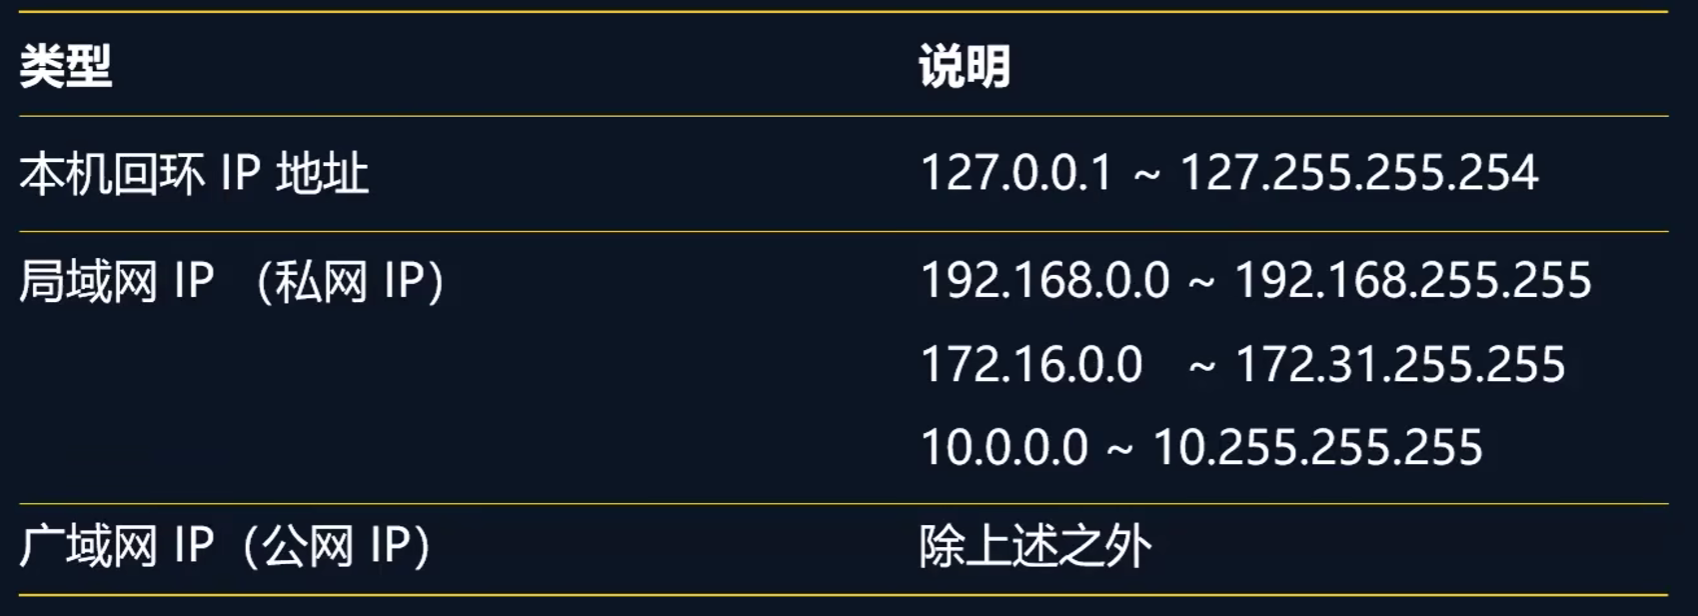 类型 说明
本机回环 IP 地址 127.0.0.1 ~ 127.255.255.254
局域网 IP （私网 IP） 192.168.0.0 ~ 192.168.255.255
172.16.0.0 ~ 172.31.255.255
10.0.0.0 ~ 10.255.255.255
广域网 IP（公网 IP） 除上述之外